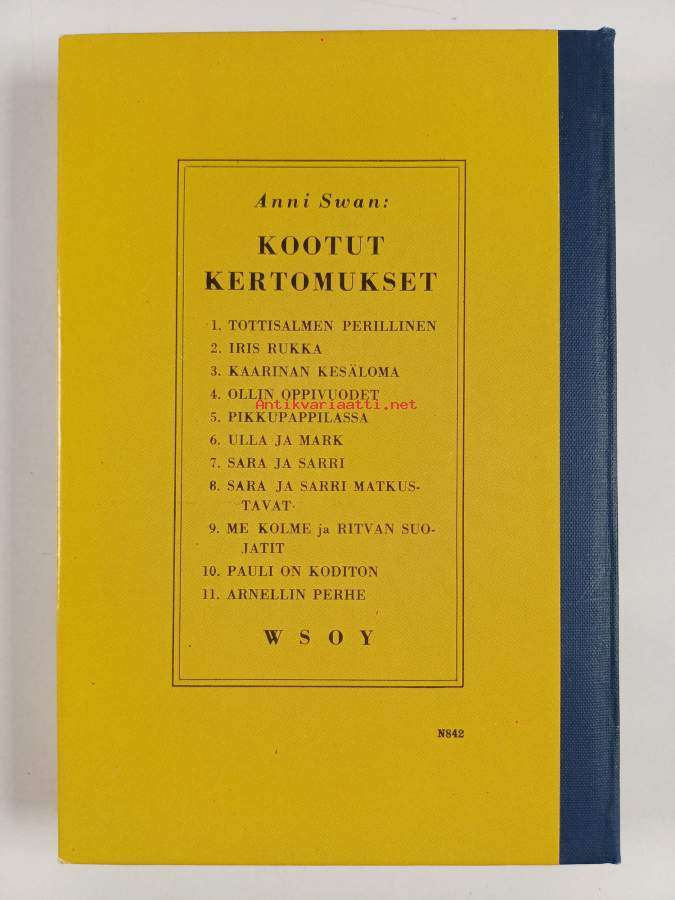 Anni Swan:
KOOTUT
KERTOMUKSET
1. TOTTISALMEN PERILLINEN
2. IRIS RUKKA
3. KAARINAN KESÄLOMA
4. OLLIN OPPIVUODET
Antikvariaatti.net
5. PIKKUPAPPILASSA
6. ULLA JA MARK
7. SARA JA SARRI
8. SARA JA SARRI MATKUS-
TAVAT
9. ME KOLME ja RITVAN SUO-
JATIT
10. PAULI ON KODITON
11. ARNELLIN PERHE
WSOY
N842